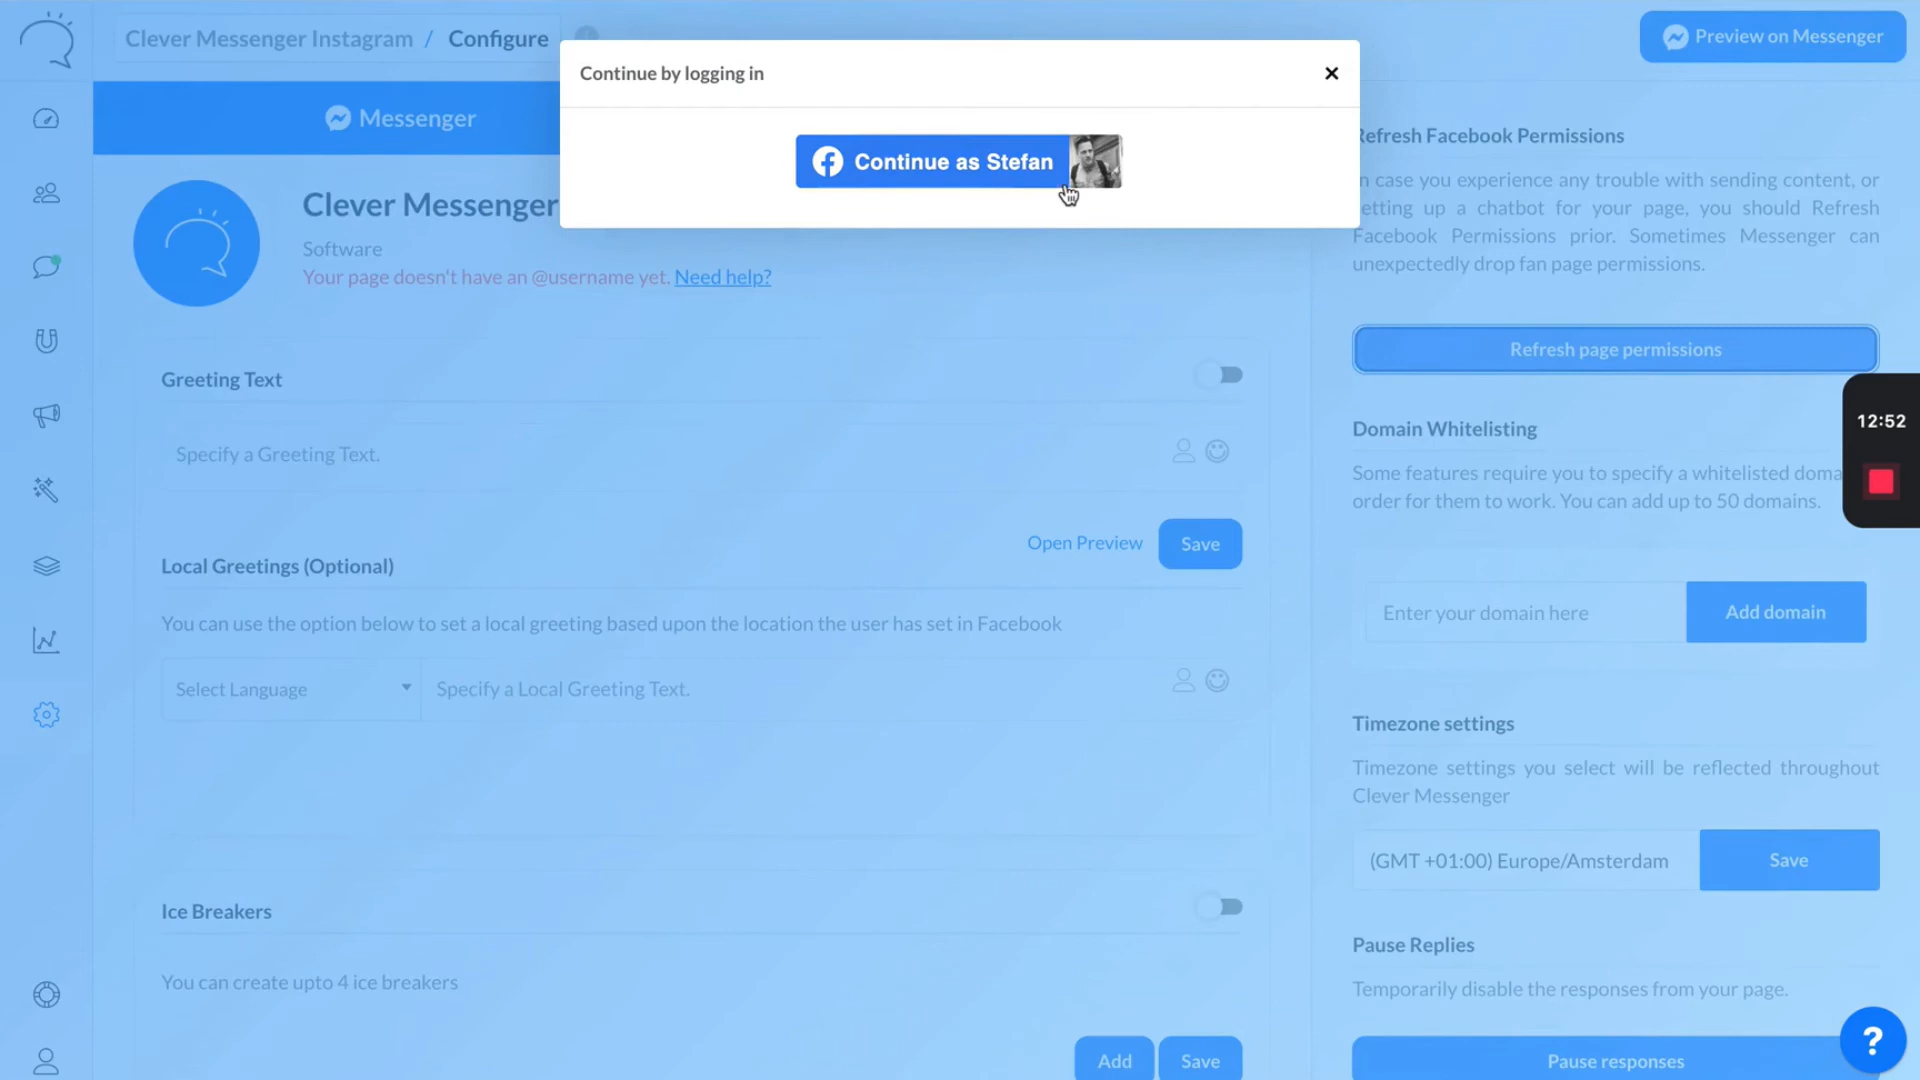 Clever Messenger Instagram / Configure
Preview on Messenger
Continue by logging in
Continue as Stefan
Messenger
Clever Messenger
Software
Your page doesn't have an @username yet. Need help?
Greeting Text
Specify a Greeting Text.
Open Preview
Save
Local Greetings (Optional)
You can use the option below to set a local greeting based upon the location the user has set in Facebook
Select Language
Specify a Local Greeting Text.
Ice Breakers
You can create upto 4 ice breakers
Add
Save
Refresh Facebook Permissions
In case you experience any trouble with sending content, or
setting up a chatbot for your page, you should Refresh
Facebook Permissions prior. Sometimes Messenger can
unexpectedly drop fan page permissions.
Refresh page permissions
12:52
Domain Whitelisting
Some features require you to specify a whitelisted doma
order for them to work. You can add up to 50 domains.
Enter your domain here
Add domain
Timezone settings
Timezone settings you select will be reflected throughout
Clever Messenger
(GMT +01:00) Europe/Amsterdam
Save
Pause Replies
Temporarily disable the responses from your page.
Pause responses
?